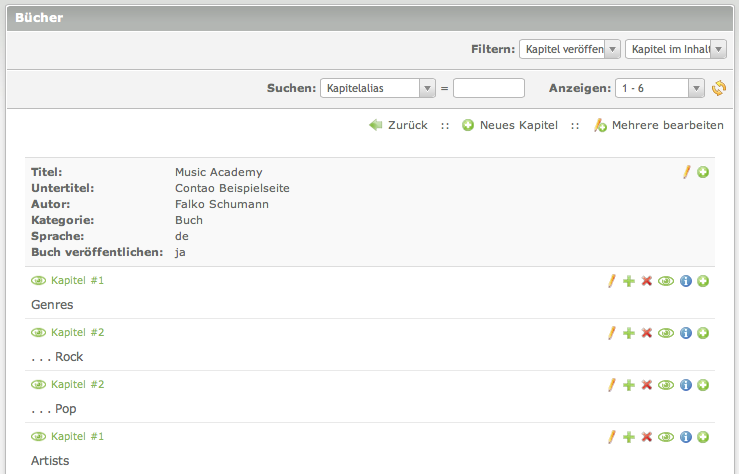 Bücher
Filtern: Kapitel veröffen Kapitel im Inhalt
Suchen: Kapitelalias = Anzeigen: 1 - 6
Zurück :: Neues Kapitel :: Mehrere bearbeiten
Titel: Music Academy
Untertitel: Contao Beispielseite
Autor: Falko Schumann
Kategorie: Buch
Sprache: de
Buch veröffentlichen: ja
Kapitel #1
Genres
Kapitel #2
. . . Rock
Kapitel #2
. . . Pop
Kapitel #1
Artists